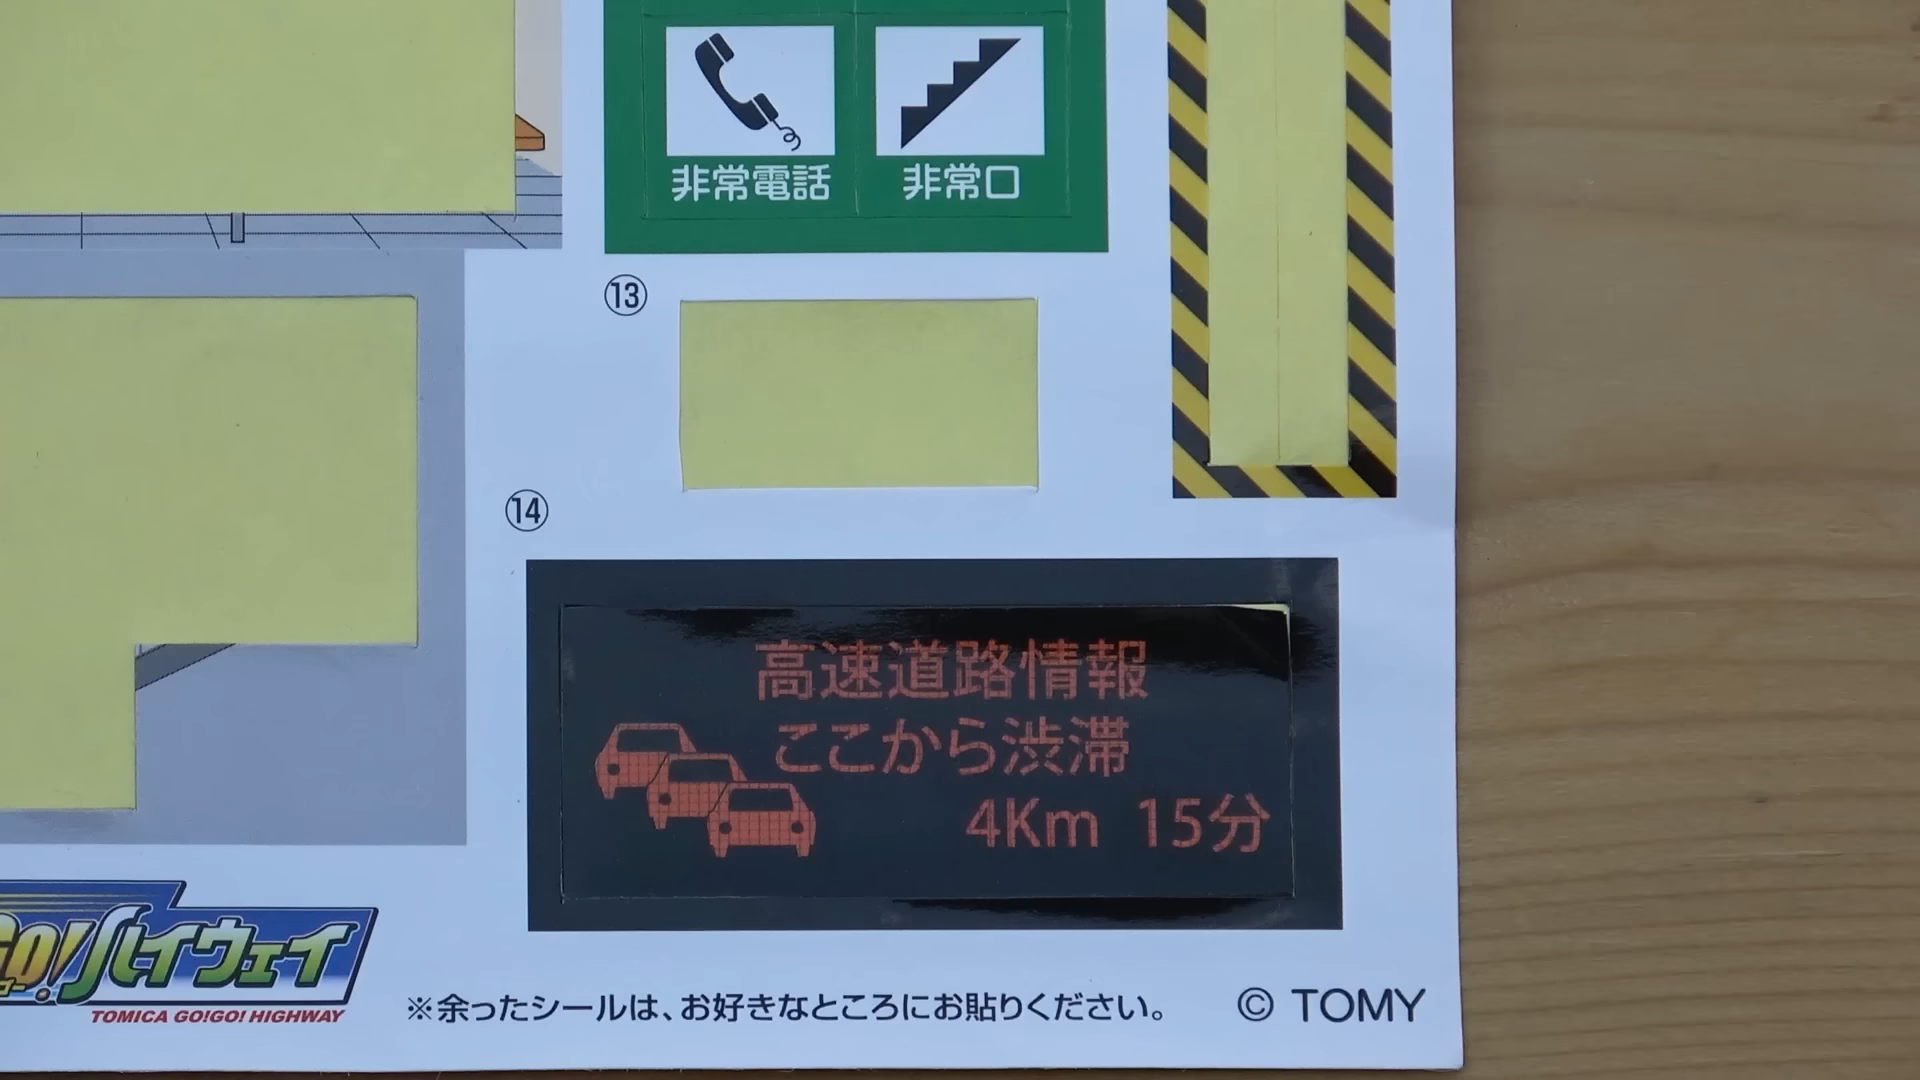 非常電話
非常口
⑬
⑭
高速道路情報
ここから渋滞
4Km 15分
GO!ハイウェイ
ゴー
TOMICA GO!GO! HIGHWAY
※余ったシールは、お好きなところにお貼りください。
© TOMY